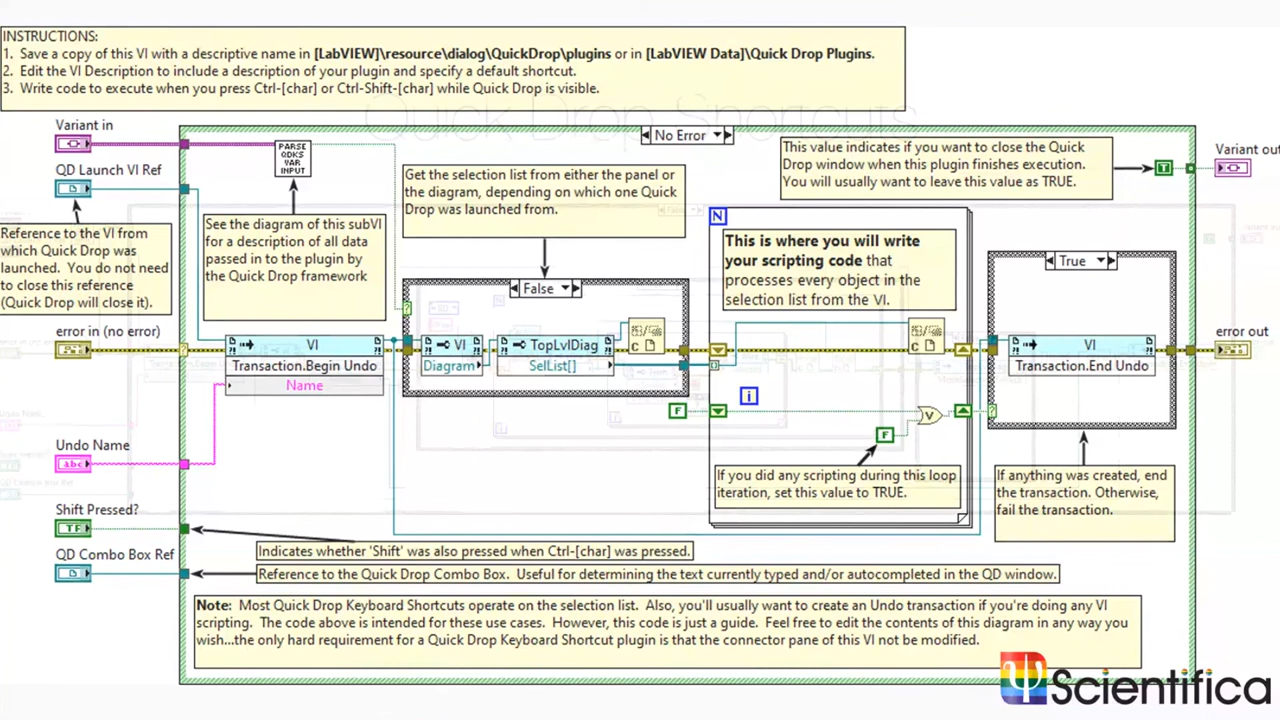 INSTRUCTIONS:
1. Save a copy of this VI with a descriptive name in [LabVIEW]\resource\dialog\QuickDrop\plugins or in [LabVIEW Data]\Quick Drop Plugins.
2. Edit the VI Description to include a description of your plugin and specify a default shortcut.
3. Write code to execute when you press Ctrl-[char] or Ctrl-Shift-[char] while Quick Drop is visible.
Quick Drop Shortcuts
Variant in
No Error
PARSE
QDKS
VAR
INPUT
This value indicates if you want to close the Quick
Drop window when this plugin finishes execution.
You will usually want to leave this value as TRUE.
T
Variant out
QD Launch VI Ref
Get the selection list from either the panel or
the diagram, depending on which one Quick
Drop was launched from.
Reference to the VI from
which Quick Drop was
launched. You do not need
to close this reference
(Quick Drop will close it).
See the diagram of this subVI
for a description of all data
passed in to the plugin by
the Quick Drop framework
N
This is where you will write
your scripting code that
processes every object in the
selection list from the VI.
True
False
error in (no error)
VI
Transaction.Begin Undo
Name
VI
Diagram
TopLvlDiag
SelList[]
C
C
VI
Transaction.End Undo
error out
i
F
V
F
Undo Name
abc
If you did any scripting during this loop
iteration, set this value to TRUE.
If anything was created, end
the transaction. Otherwise,
fail the transaction.
Shift Pressed?
TF
Indicates whether 'Shift' was also pressed when Ctrl-[char] was pressed.
QD Combo Box Ref
Reference to the Quick Drop Combo Box. Useful for determining the text currently typed and/or autocompleted in the QD window.
Note: Most Quick Drop Keyboard Shortcuts operate on the selection list. Also, you'll usually want to create an Undo transaction if you're doing any VI
scripting. The code above is intended for these use cases. However, this code is just a guide. Feel free to edit the contents of this diagram in any way you
wish...the only hard requirement for a Quick Drop Keyboard Shortcut plugin is that the connector pane of this VI not be modified.
Scientifica